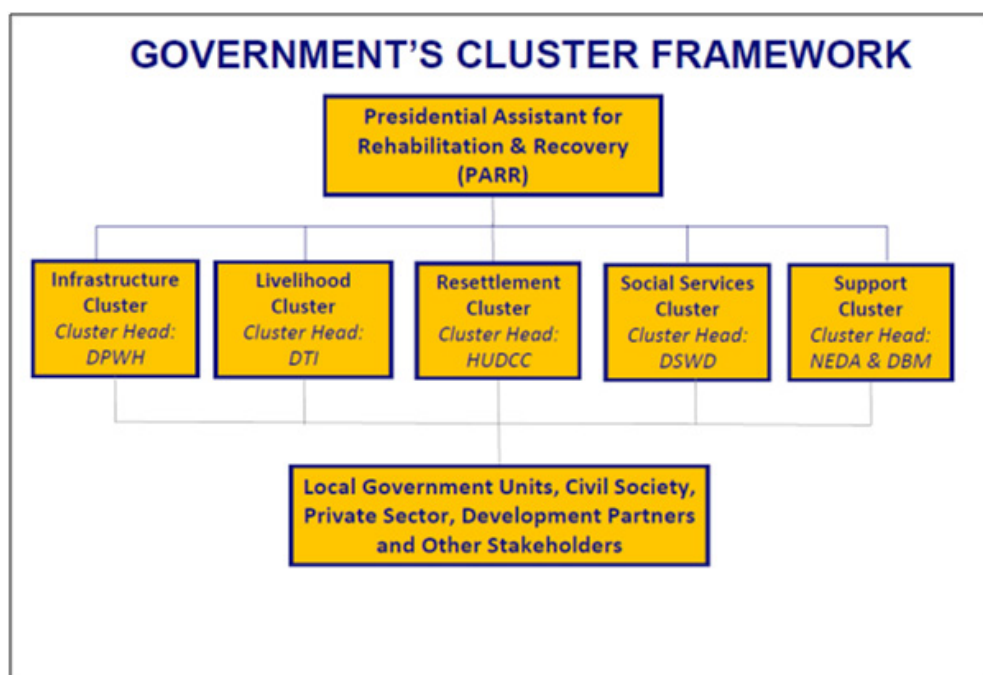 GOVERNMENT'S CLUSTER FRAMEWORK
Presidential Assistant for
Rehabilitation & Recovery
(PARR)
Infrastructure
Cluster
Cluster Head:
DPWH
Livelihood
Cluster
Cluster Head:
DTI
Resettlement
Cluster
Cluster Head:
HUDCC
Social Services
Cluster
Cluster Head:
DSWD
Support
Cluster
Cluster Head:
NEDA & DBM
Local Government Units, Civil Society,
Private Sector, Development Partners
and Other Stakeholders